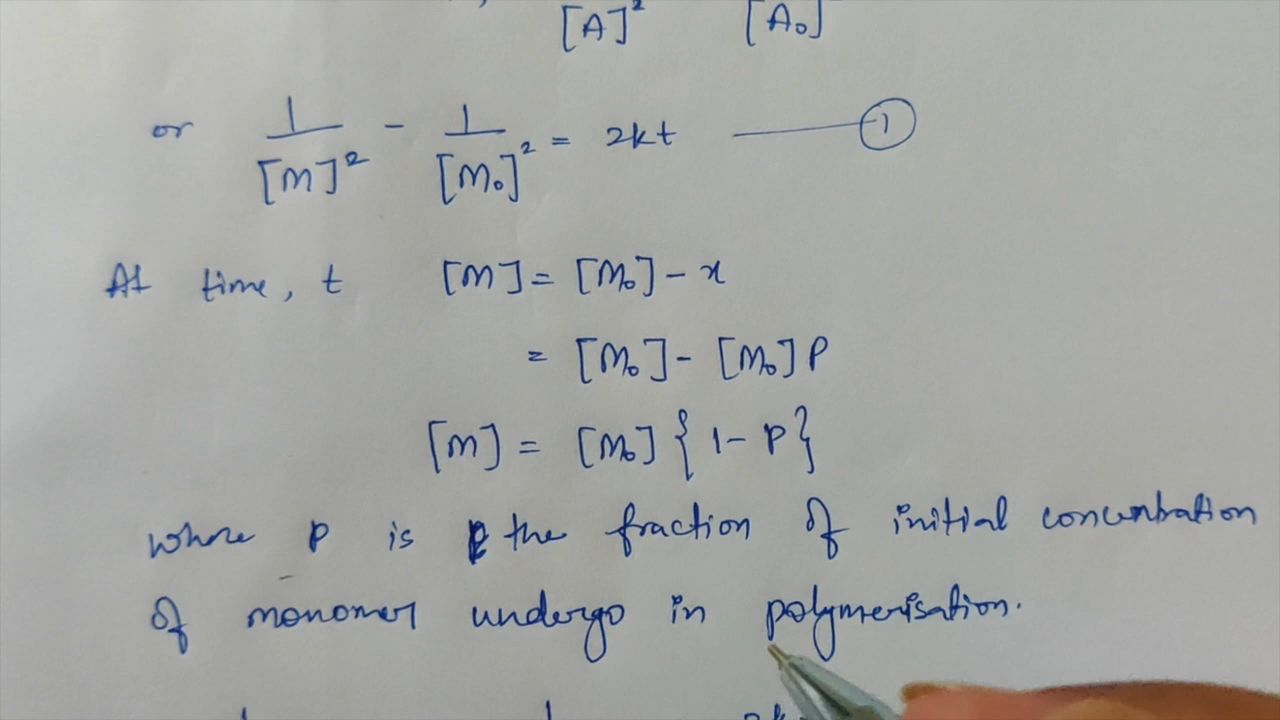 [A]² [A₀]
or 1/[M]² - 1/[M₀]² = 2kt ——— ①
At time, t [M] = [M₀] - x
= [M₀] - [M₀] P
[M] = [M₀] { 1 - P}
where P is the fraction of initial concentration
of monomer undergo in polymerisation.